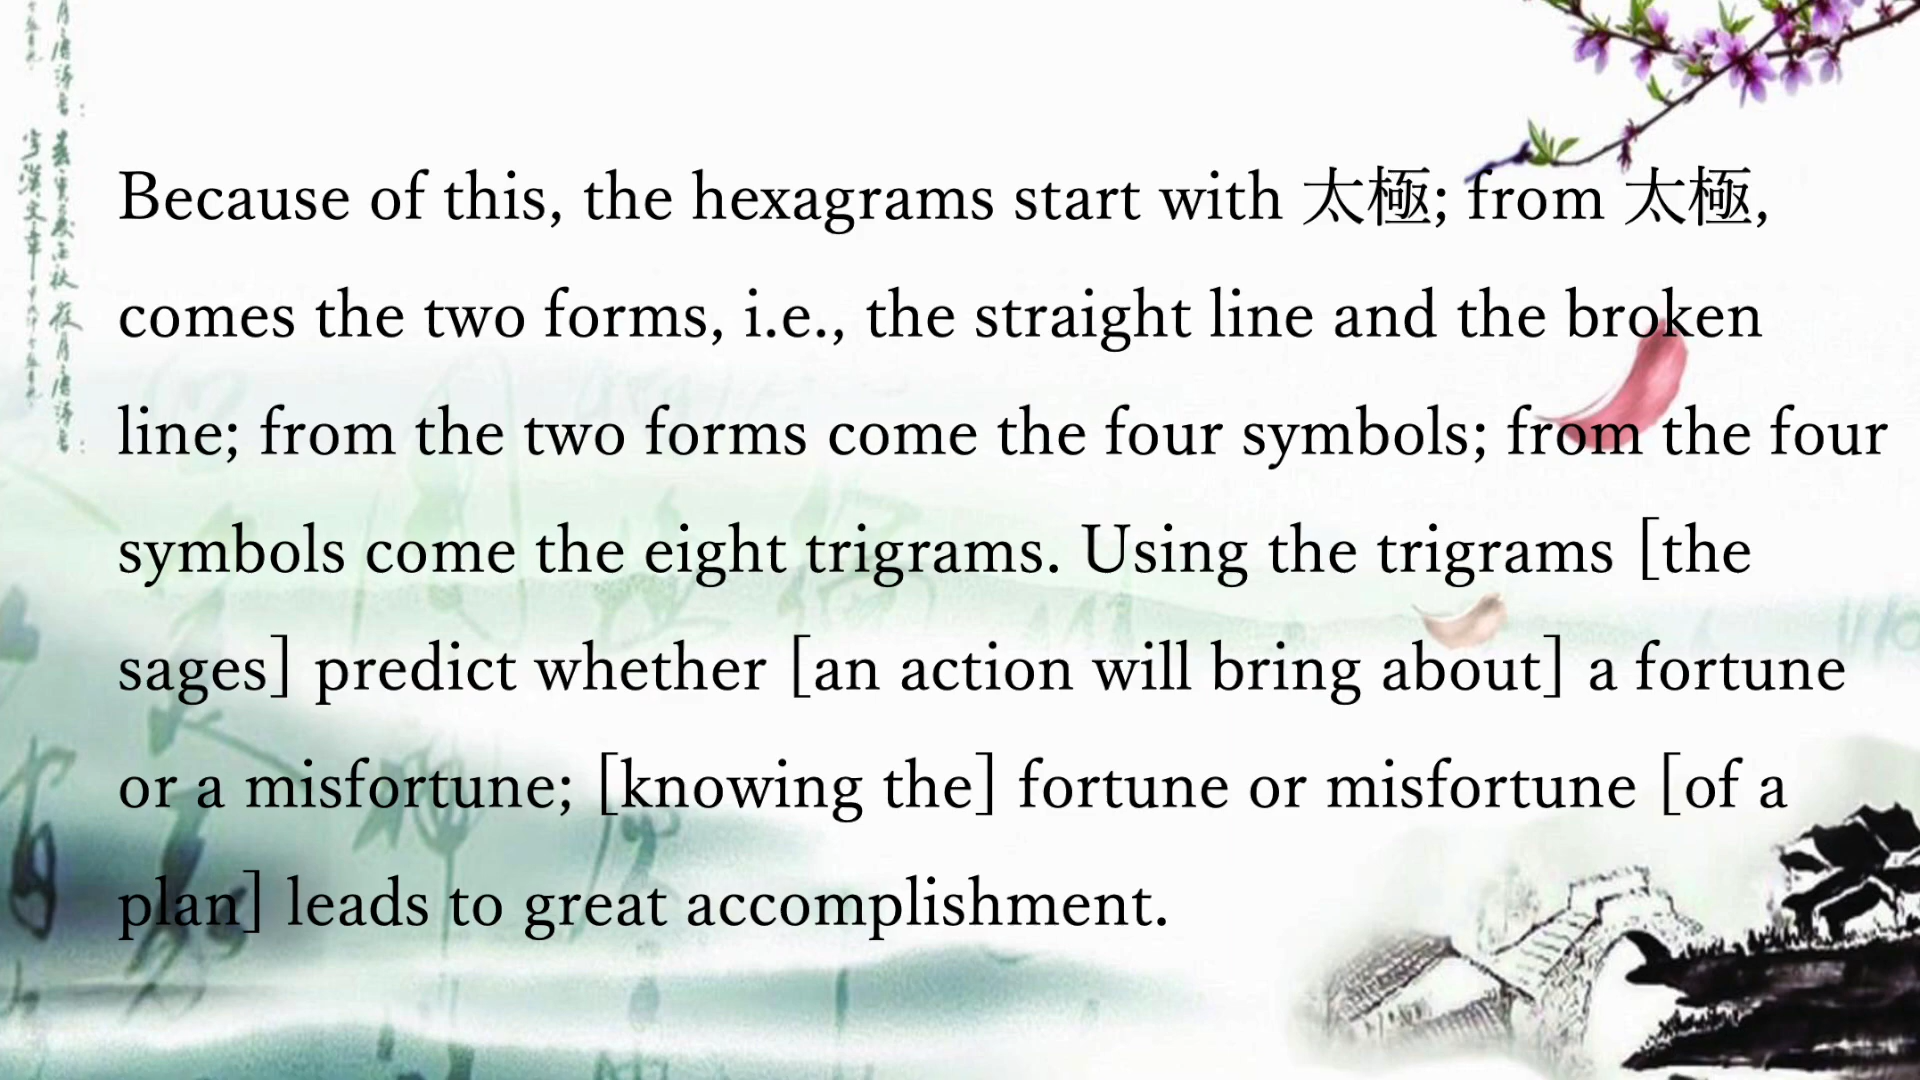 Because of this, the hexagrams start with 太極; from 太極,
comes the two forms, i.e., the straight line and the broken
line; from the two forms come the four symbols; from the four
symbols come the eight trigrams. Using the trigrams [the
sages] predict whether [an action will bring about] a fortune
or a misfortune; [knowing the] fortune or misfortune [of a
plan] leads to great accomplishment.